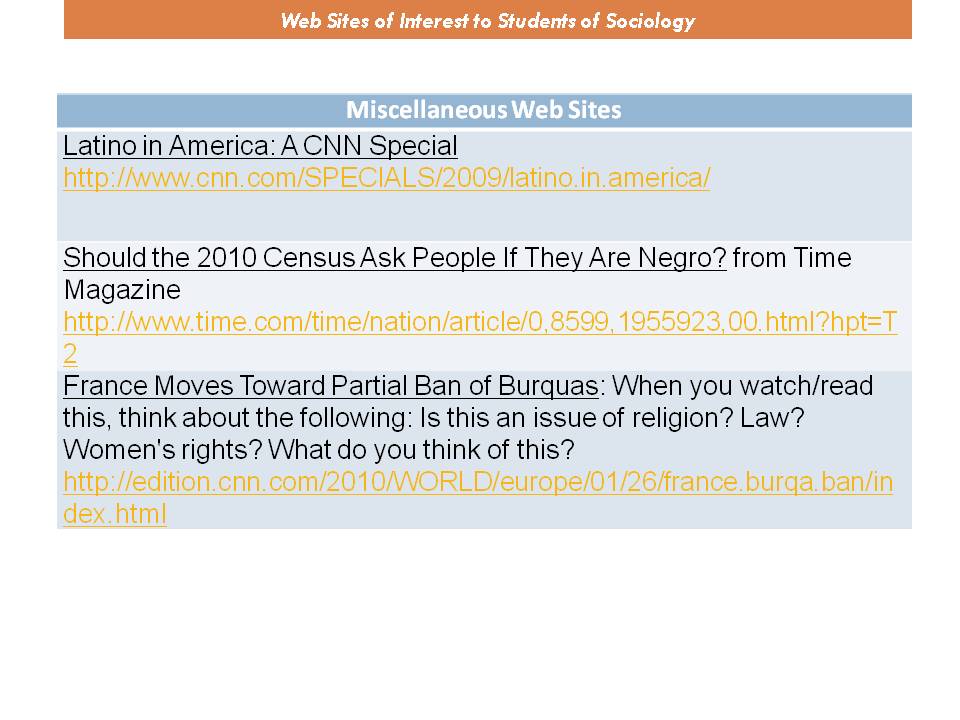 Web Sites of Interest to Students of Sociology
Miscellaneous Web Sites
Latino in America: A CNN Special
http://www.cnn.com/SPECIALS/2009/latino.in.america/
Should the 2010 Census Ask People If They Are Negro? from Time
Magazine
http://www.time.com/time/nation/article/0,8599,1955923,00.html?hpt=T
2
France Moves Toward Partial Ban of Burquas: When you watch/read
this, think about the following: Is this an issue of religion? Law?
Women's rights? What do you think of this?
http://edition.cnn.com/2010/WORLD/europe/01/26/france.burqa.ban/in
dex.html